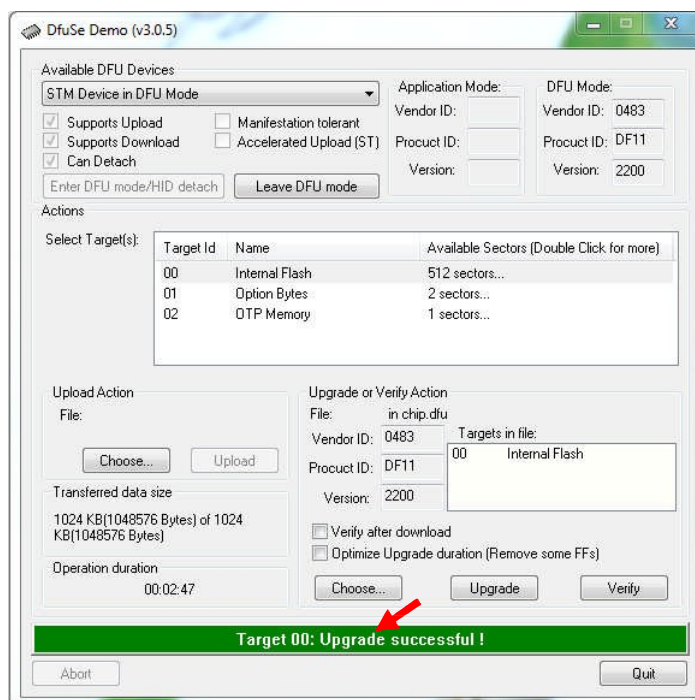 DfuSe Demo (v3.0.5)
Available DFU Devices
STM Device in DFU Mode
Supports Upload
Manifestation tolerant
Supports Download
Accelerated Upload (ST)
Can Detach
Enter DFU mode/HID detach
Leave DFU mode
Application Mode:
Vendor ID:
Procuct ID:
Version:
DFU Mode:
Vendor ID: 0483
Procuct ID: DF11
Version: 2200
Actions
Select Target(s):
Target Id Name Available Sectors (Double Click for more)
00 Internal Flash 512 sectors...
01 Option Bytes 2 sectors...
02 OTP Memory 1 sectors...
Upload Action
File:
Choose...
Upload
Transferred data size
1024 KB(1048576 Bytes) of 1024
KB(1048576 Bytes)
Operation duration
00:02:47
Upgrade or Verify Action
File: in chip.dfu
Vendor ID: 0483
Procuct ID: DF11
Version: 2200
Targets in file:
00 Internal Flash
Verify after download
Optimize Upgrade duration (Remove some FFs)
Choose...
Upgrade
Verify
Target 00: Upgrade successful !
Abort
Quit